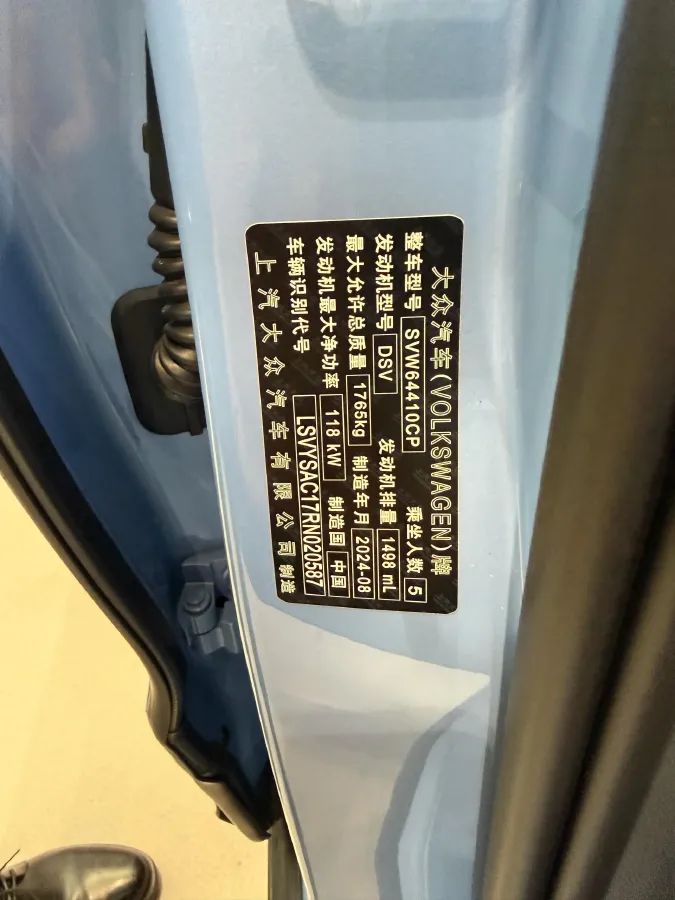 大众汽车(VOLKSWAGEN)牌
整车型号 SVW64410CP 乘坐人数 5
发动机型号 DSV 发动机排量 1498 mL
最大允许总质量 1765kg 制造年月 2024-08
发动机最大净功率 118 kW 制造国 中国
车辆识别代号 LSVYSAC17RN020587
上汽大众汽车有限公司 制造